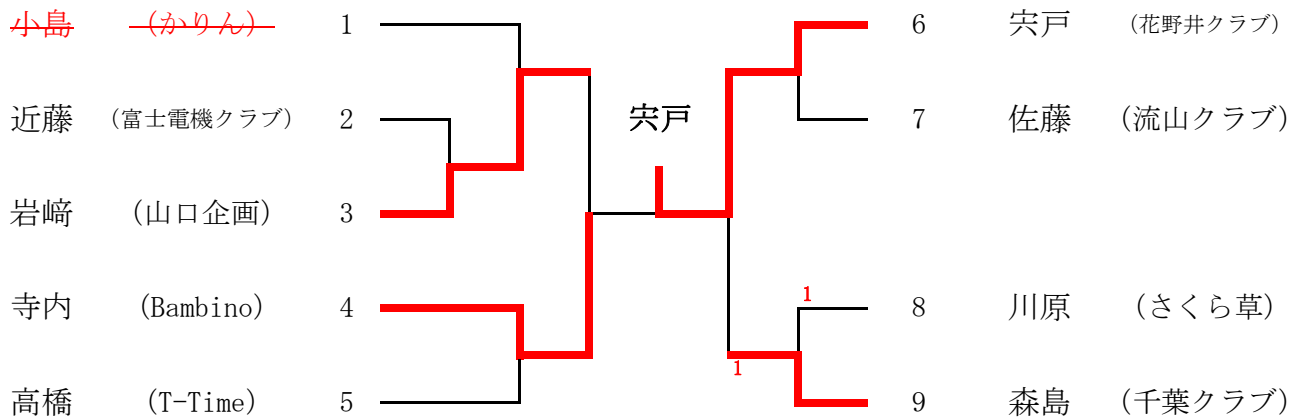 小島 (かりん) 1
近藤 (富士電機クラブ) 2
岩﨑 (山口企画) 3
寺内 (Bambino) 4
高橋 (T-Time) 5
宍戸
6 宍戸 (花野井クラブ)
7 佐藤 (流山クラブ)
1
8 川原 (さくら草)
1
9 森島 (千葉クラブ)